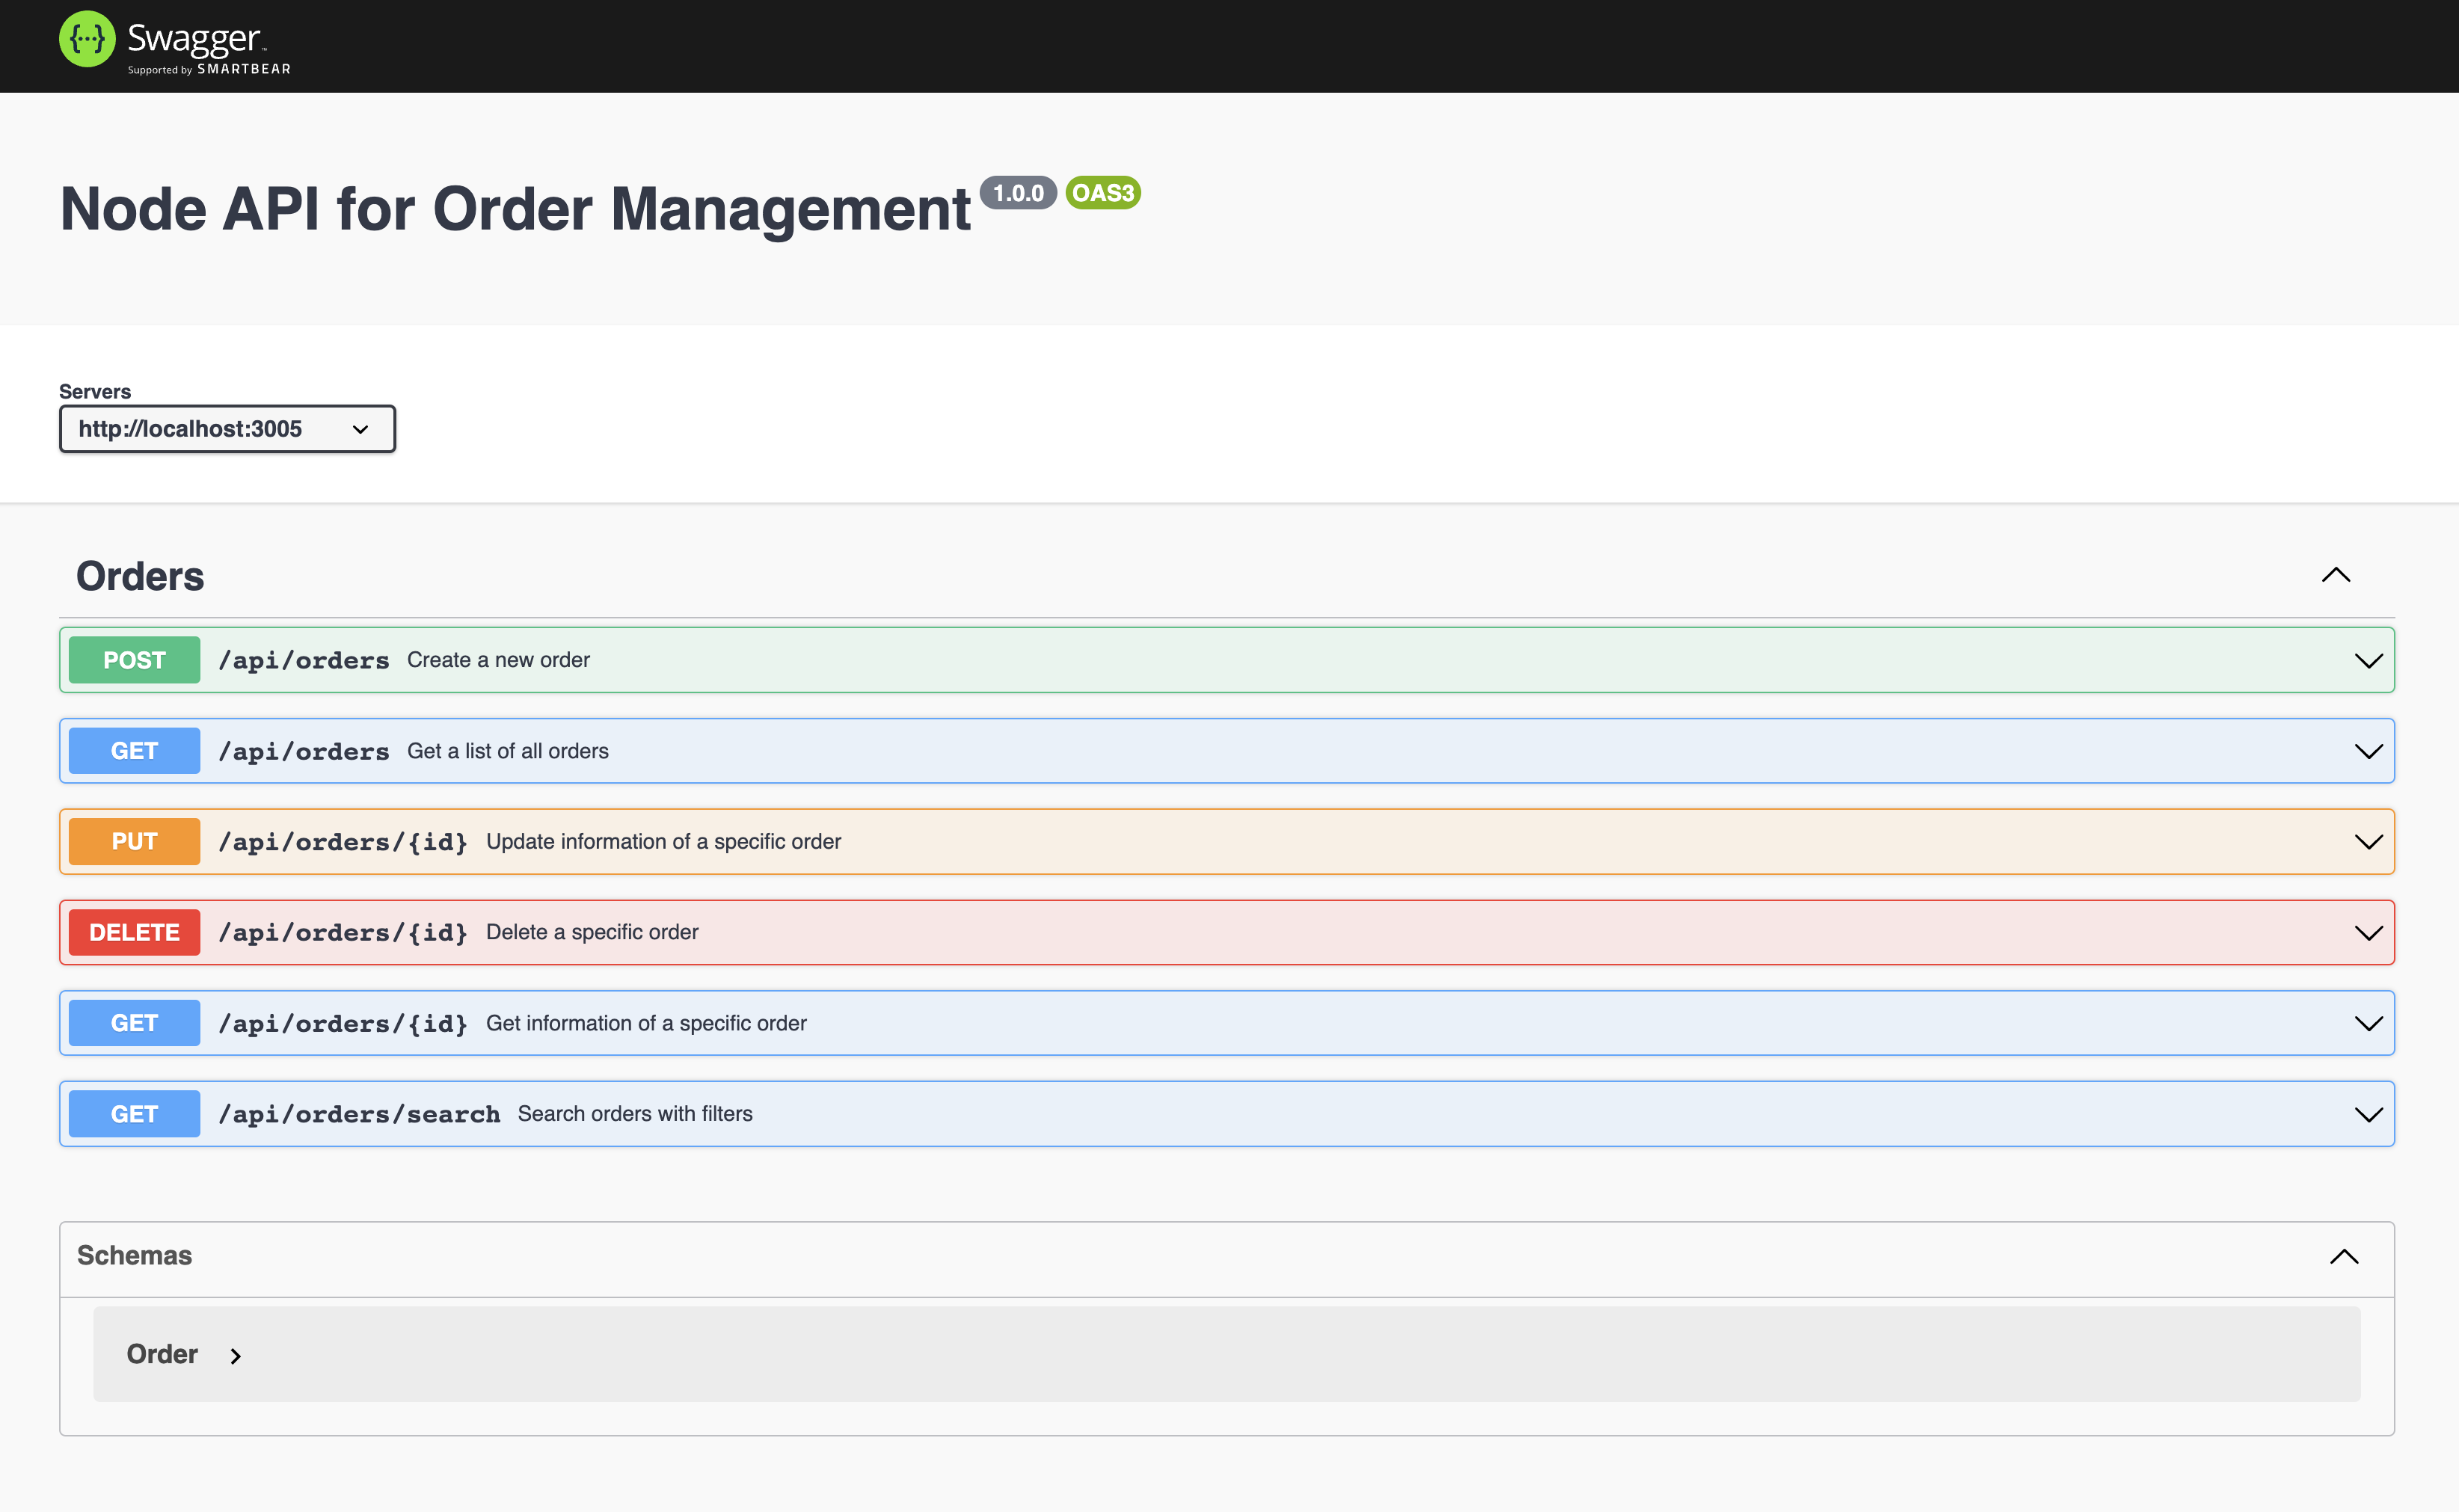 {...} Swagger™
Supported by SMARTBEAR
Node API for Order Management 1.0.0 OAS3
Servers
http://localhost:3005
Orders
POST /api/orders Create a new order
GET /api/orders Get a list of all orders
PUT /api/orders/{id} Update information of a specific order
DELETE /api/orders/{id} Delete a specific order
GET /api/orders/{id} Get information of a specific order
GET /api/orders/search Search orders with filters
Schemas
Order